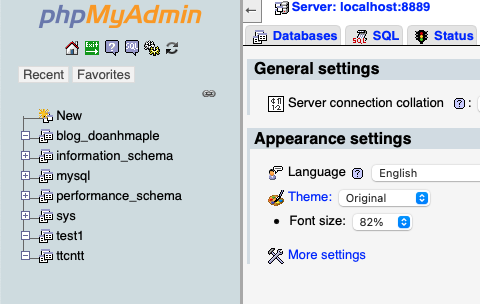 phpMyAdmin
Recent
Favorites
New
blog_doanhmaple
information_schema
mysql
performance_schema
sys
test1
ttcntt
Server: localhost:8889
Databases
SQL
Status
General settings
Server connection collation
:
Appearance settings
Language
English
Theme:
Original
Font size:
82%
More settings